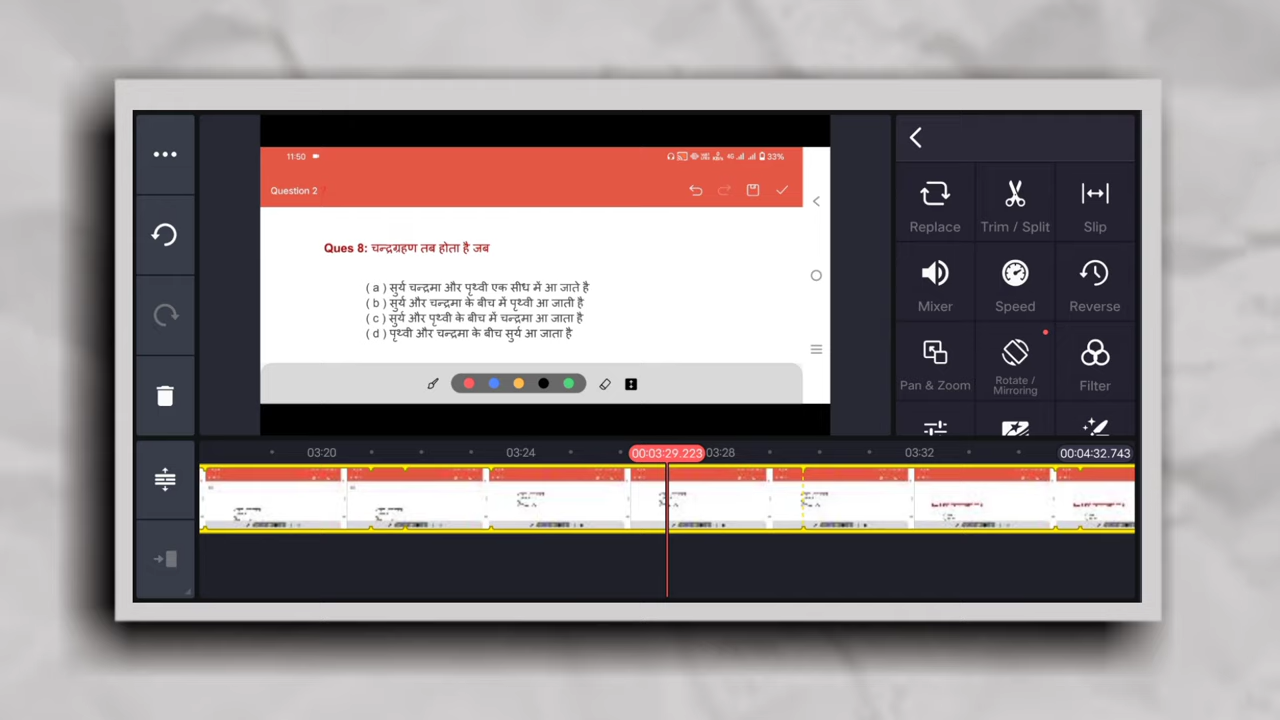 11:50
33%
Question 2
Ques 8: चन्द्रग्रहण तब होता है जब
( a ) सुर्य चन्द्रमा और पृथ्वी एक सीध में आ जाते है
( b ) सुर्य और चन्द्रमा के बीच में पृथ्वी आ जाती है
( c ) सुर्य और पृथ्वी के बीच में चन्द्रमा आ जाता है
( d ) पृथ्वी और चन्द्रमा के बीच सुर्य आ जाता है
Replace
Trim / Split
Slip
Mixer
Speed
Reverse
Pan & Zoom
Rotate /
Mirroring
Filter
03:20
03:24
00:03:29.223
03:28
03:32
00:04:32.743